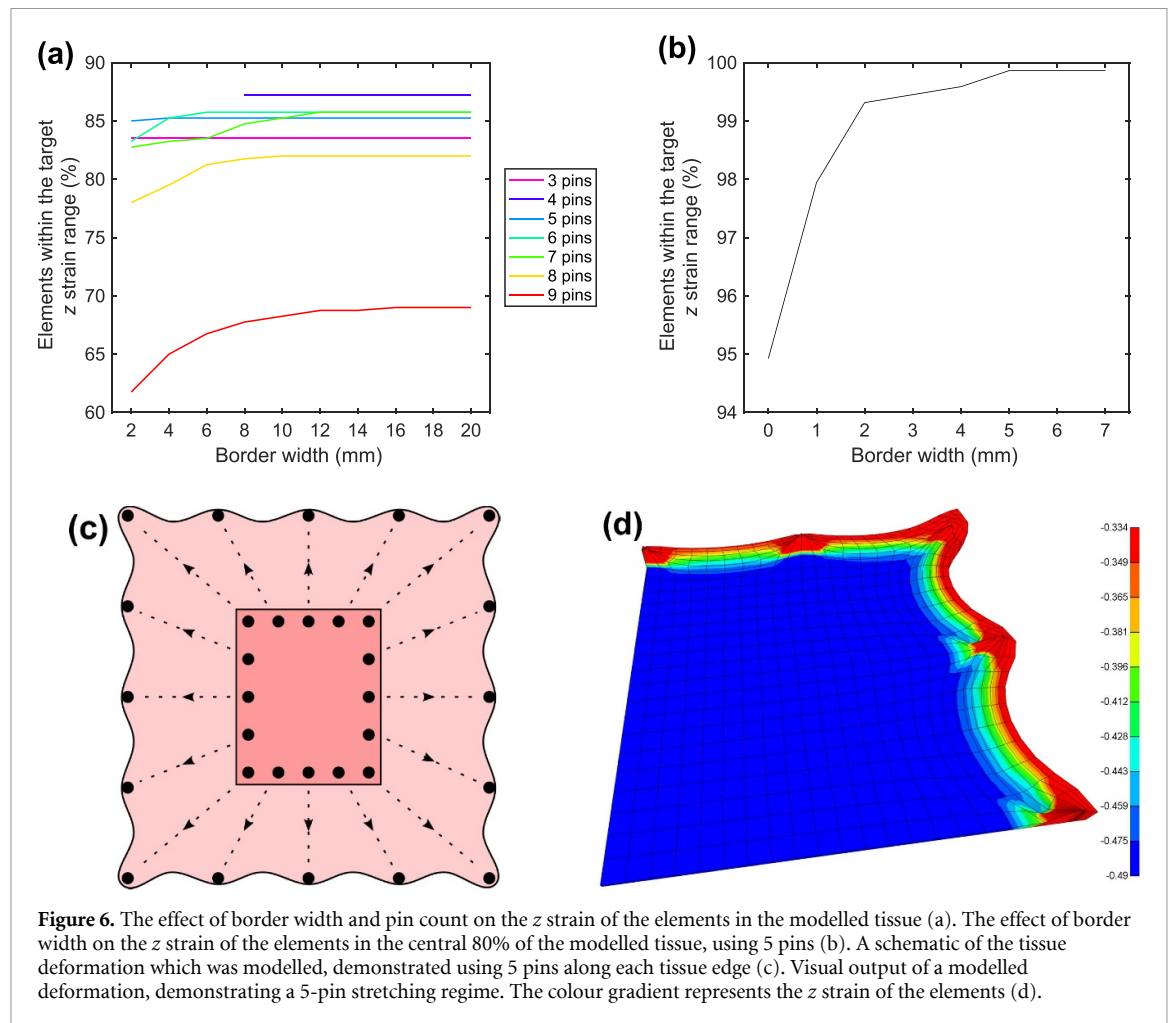 (a)
90
85
80
75
70
65
60
Elements within the target
z strain range (%)
2 4 6 8 10 12 14 16 18 20
Border width (mm)
3 pins
4 pins
5 pins
6 pins
7 pins
8 pins
9 pins
(b)
100
99
98
97
96
95
94
Elements within the target
z strain range (%)
0 1 2 3 4 5 6 7
Border width (mm)
(c)
(d)
-0.334
-0.349
-0.365
-0.381
-0.396
-0.412
-0.428
-0.443
-0.459
-0.475
-0.49
Figure 6. The effect of border width and pin count on the z strain of the elements in the modelled tissue (a). The effect of border
width on the z strain of the elements in the central 80% of the modelled tissue, using 5 pins (b). A schematic of the tissue
deformation which was modelled, demonstrated using 5 pins along each tissue edge (c). Visual output of a modelled
deformation, demonstrating a 5-pin stretching regime. The colour gradient represents the z strain of the elements (d).